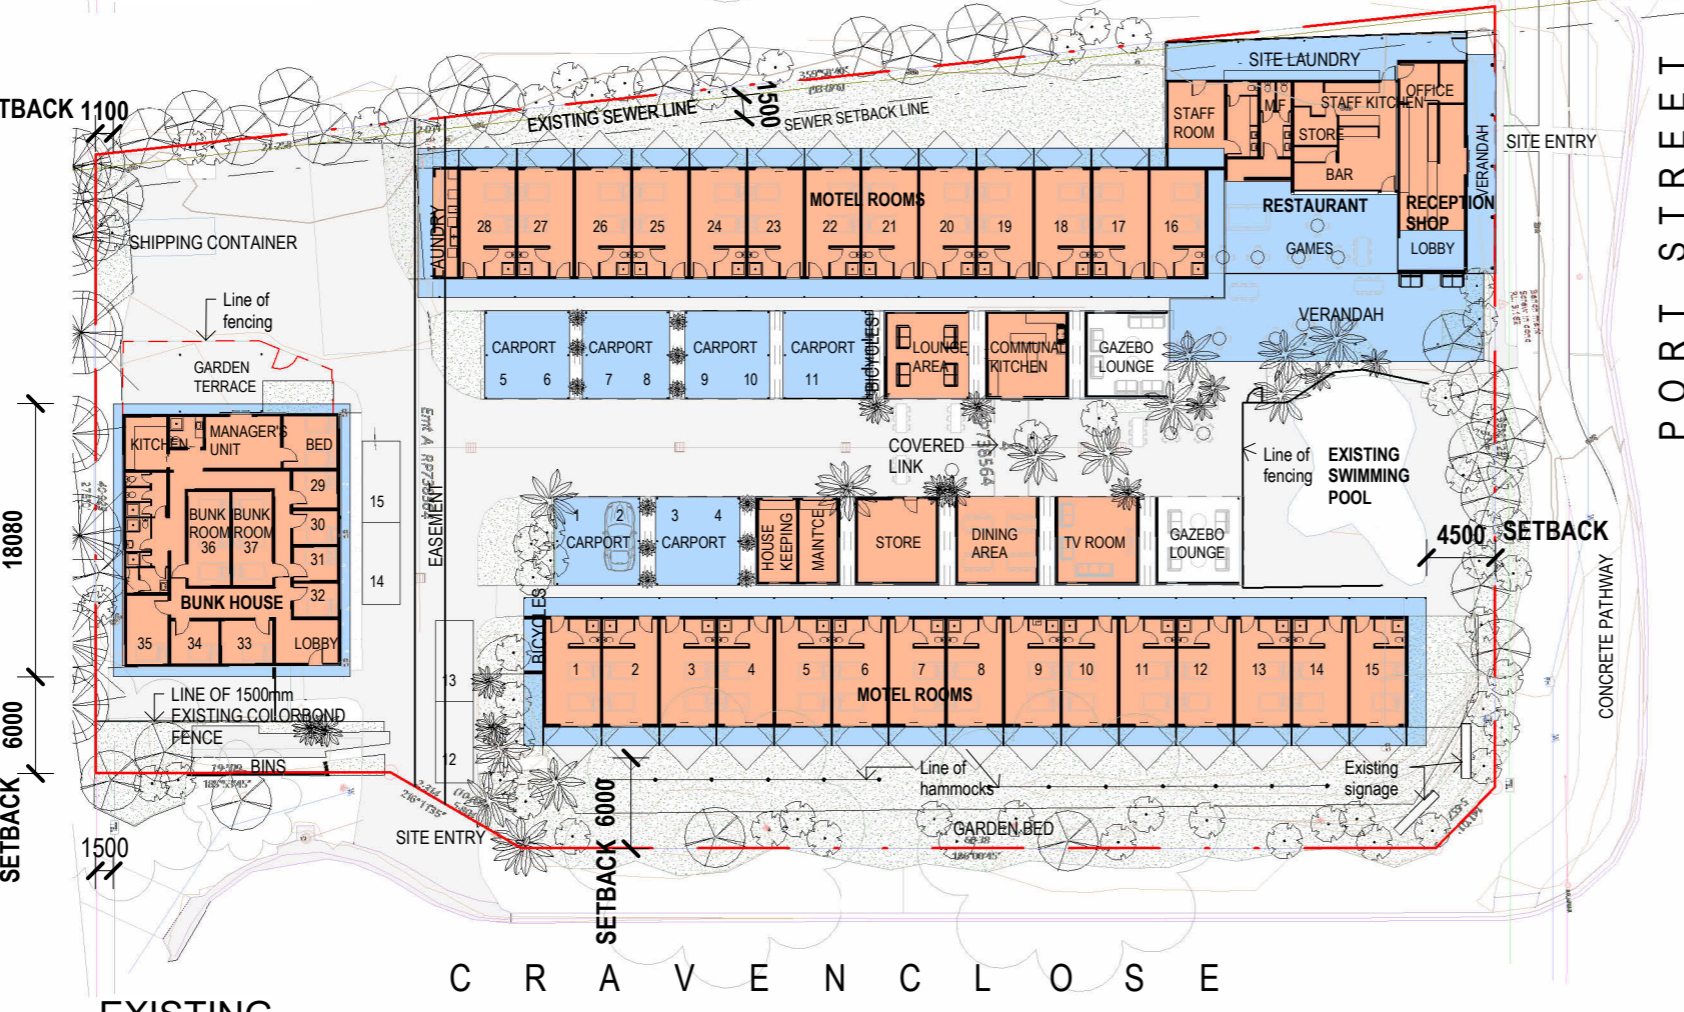 PORT STREET
SETBACK 1100
EXISTING SEWER LINE
1500
SEWER SETBACK LINE
SITE LAUNDRY
OFFICE
STAFF
ROOM
M/F
STAFF KITCHEN
STORE
BAR
VERANDAH
SITE ENTRY
RESTAURANT
RECEPTION
SHOP
GAMES
LOBBY
VERANDAH
SHIPPING CONTAINER
LAUNDRY
MOTEL ROOMS
28 27 26 25 24 23 22 21 20 19 18 17 16
Line of
fencing
GARDEN
TERRACE
CARPORT CARPORT CARPORT CARPORT
5 6 7 8 9 10 11
BICYCLES
LOUNGE
AREA
COMMUNAL
KITCHEN
GAZEBO
LOUNGE
KITCHEN
MANAGER'S
UNIT
BED
29
30
31
32
BUNK
ROOM
36
BUNK
ROOM
37
BUNK HOUSE
35 34 33 LOBBY
15
14
13
12
EASEMENT
COVERED
LINK
Line of
fencing
EXISTING
SWIMMING
POOL
4500 SETBACK
1 2 3 4
CARPORT CARPORT
HOUSE
KEEPING
MAINT'CE
STORE
DINING
AREA
TV ROOM
GAZEBO
LOUNGE
BICYCLES
1 2 3 4 5 6 7 8 9 10 11 12 13 14 15
MOTEL ROOMS
CONCRETE PATHWAY
18080
6000
SETBACK
LINE OF 1500mm
EXISTING COLORBOND
FENCE
BINS
1500
SITE ENTRY
SETBACK 6000
Line of
hammocks
Existing
signage
GARDEN BED
CRAVEN CLOSE
EXISTING